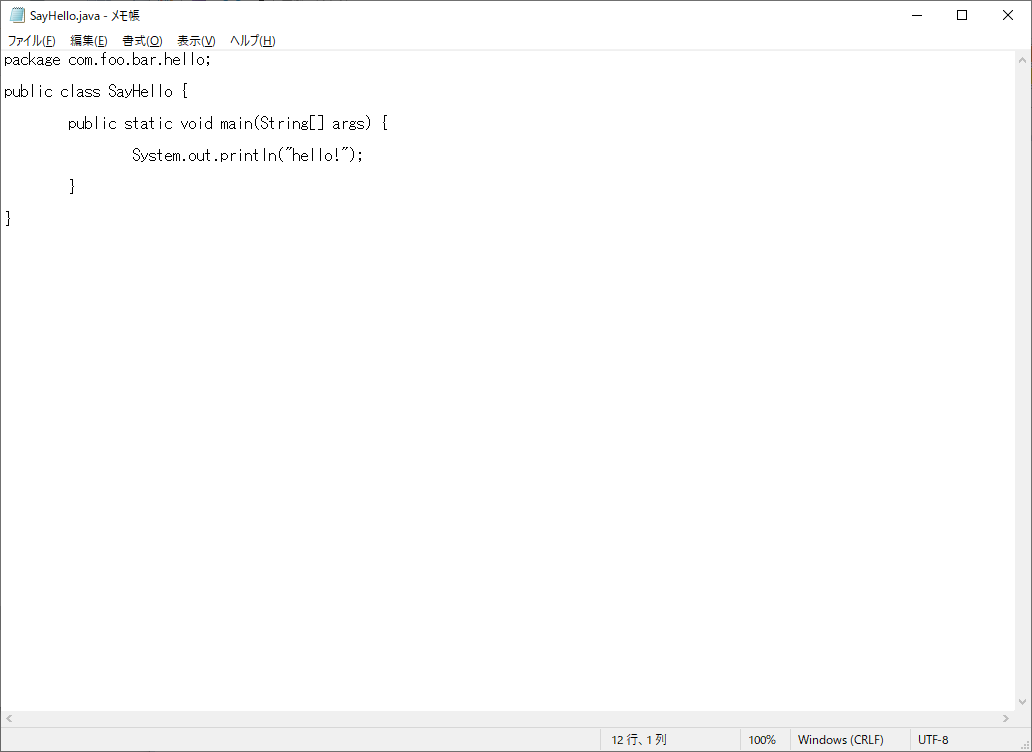 SayHello.java - メモ帳
ファイル(F) 編集(E) 書式(O) 表示(V) ヘルプ(H)
package com.foo.bar.hello;
public class SayHello {
public static void main(String[] args) {
System.out.println("hello!");
}
}
12 行、1 列 100% Windows (CRLF) UTF-8